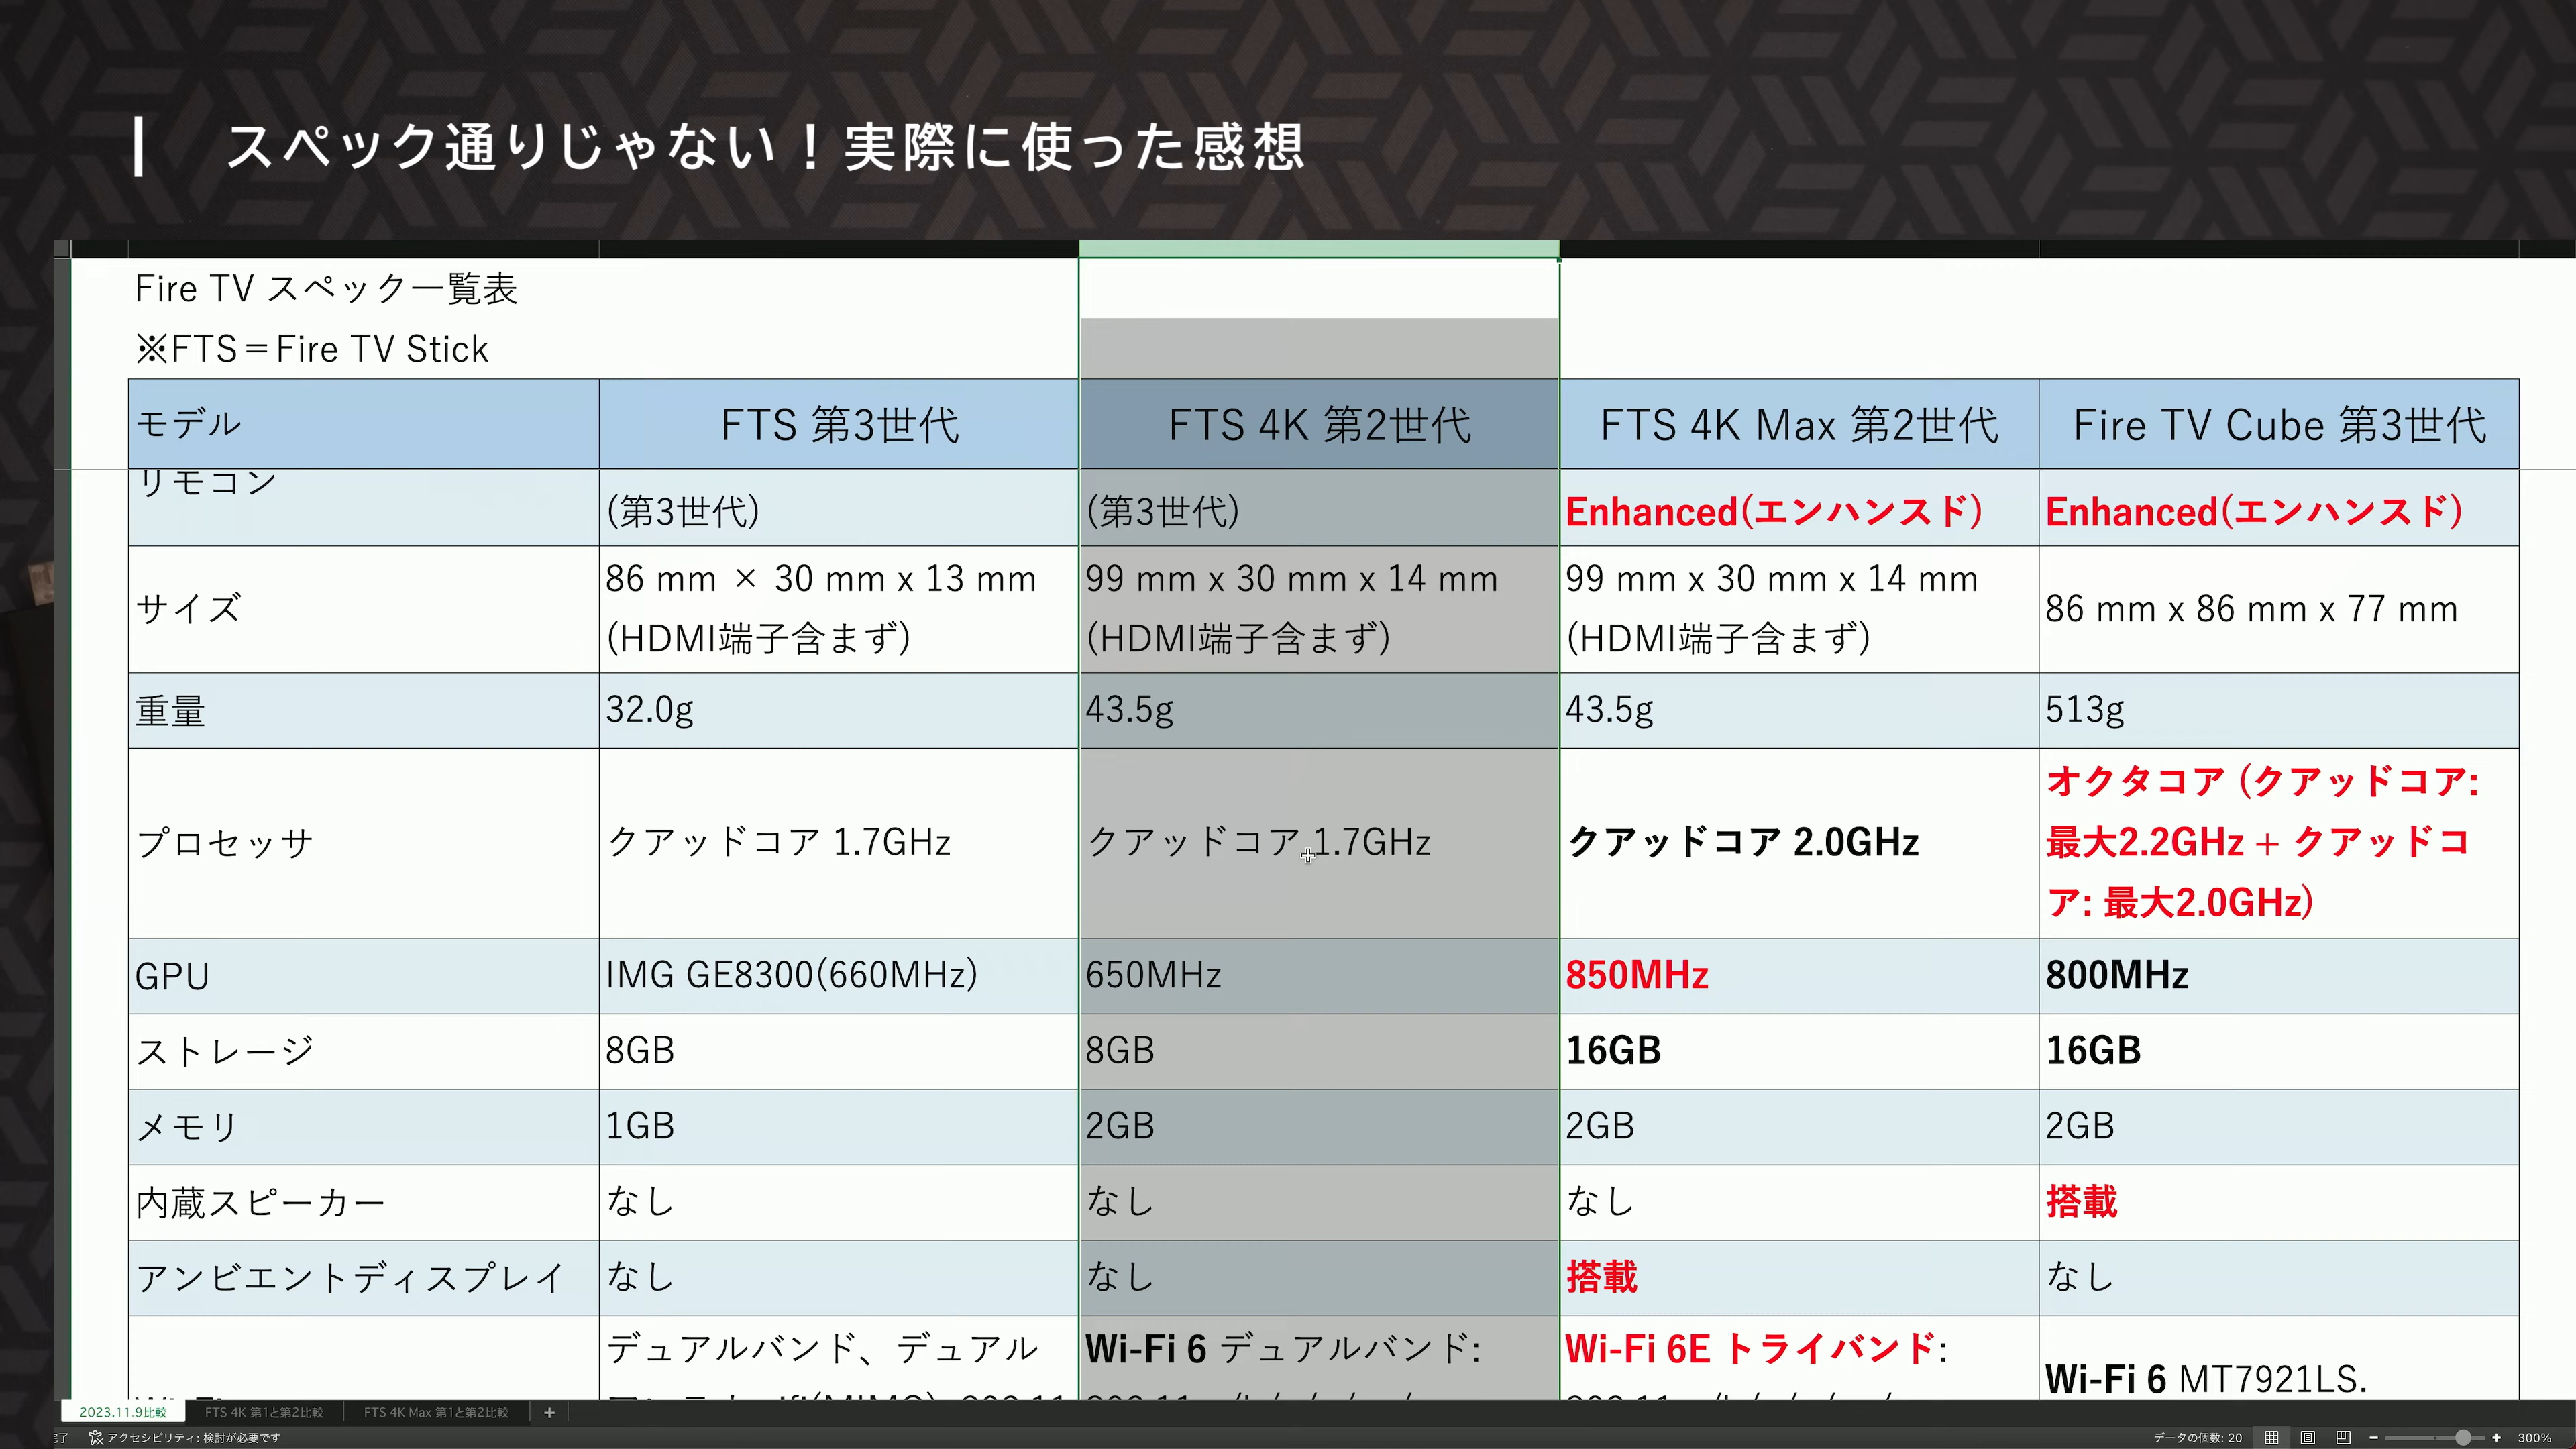 スペック通りじゃない！実際に使った感想
Fire TV スペック一覧表
※FTS＝Fire TV Stick
モデル
FTS 第3世代
FTS 4K 第2世代
FTS 4K Max 第2世代
Fire TV Cube 第3世代
リモコン
(第3世代)
(第3世代)
Enhanced(エンハンスド)
Enhanced(エンハンスド)
サイズ
86 mm × 30 mm x 13 mm
(HDMI端子含まず)
99 mm x 30 mm x 14 mm
(HDMI端子含まず)
99 mm x 30 mm x 14 mm
(HDMI端子含まず)
86 mm x 86 mm x 77 mm
重量
32.0g
43.5g
43.5g
513g
プロセッサ
クアッドコア 1.7GHz
クアッドコア 1.7GHz
クアッドコア 2.0GHz
オクタコア (クアッドコア:
最大2.2GHz + クアッドコ
ア: 最大2.0GHz)
GPU
IMG GE8300(660MHz)
650MHz
850MHz
800MHz
ストレージ
8GB
8GB
16GB
16GB
メモリ
1GB
2GB
2GB
2GB
内蔵スピーカー
なし
なし
なし
搭載
アンビエントディスプレイ
なし
なし
搭載
なし
デュアルバンド、デュアル
Wi-Fi 6 デュアルバンド:
Wi-Fi 6E トライバンド:
Wi-Fi 6 MT7921LS.
2023.11.9比較
FTS 4K 第1と第2比較
FTS 4K Max 第1と第2比較
+
アクセシビリティ: 検討が必要です
データの個数: 20
300%